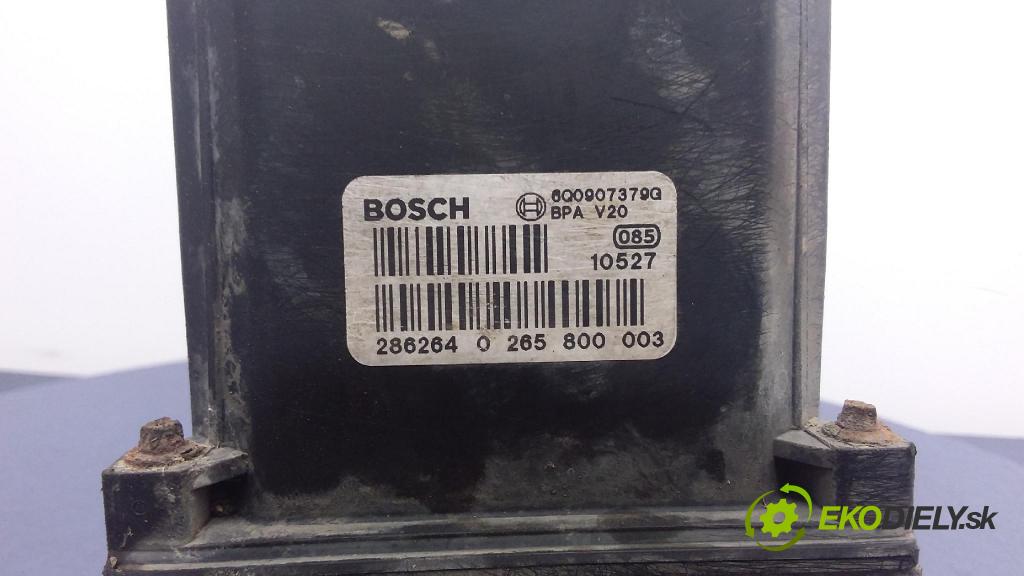 BOSCH 6Q0907379G
BPA V20
085
10527
286264 0 265 800 003
EKODIELY.sk